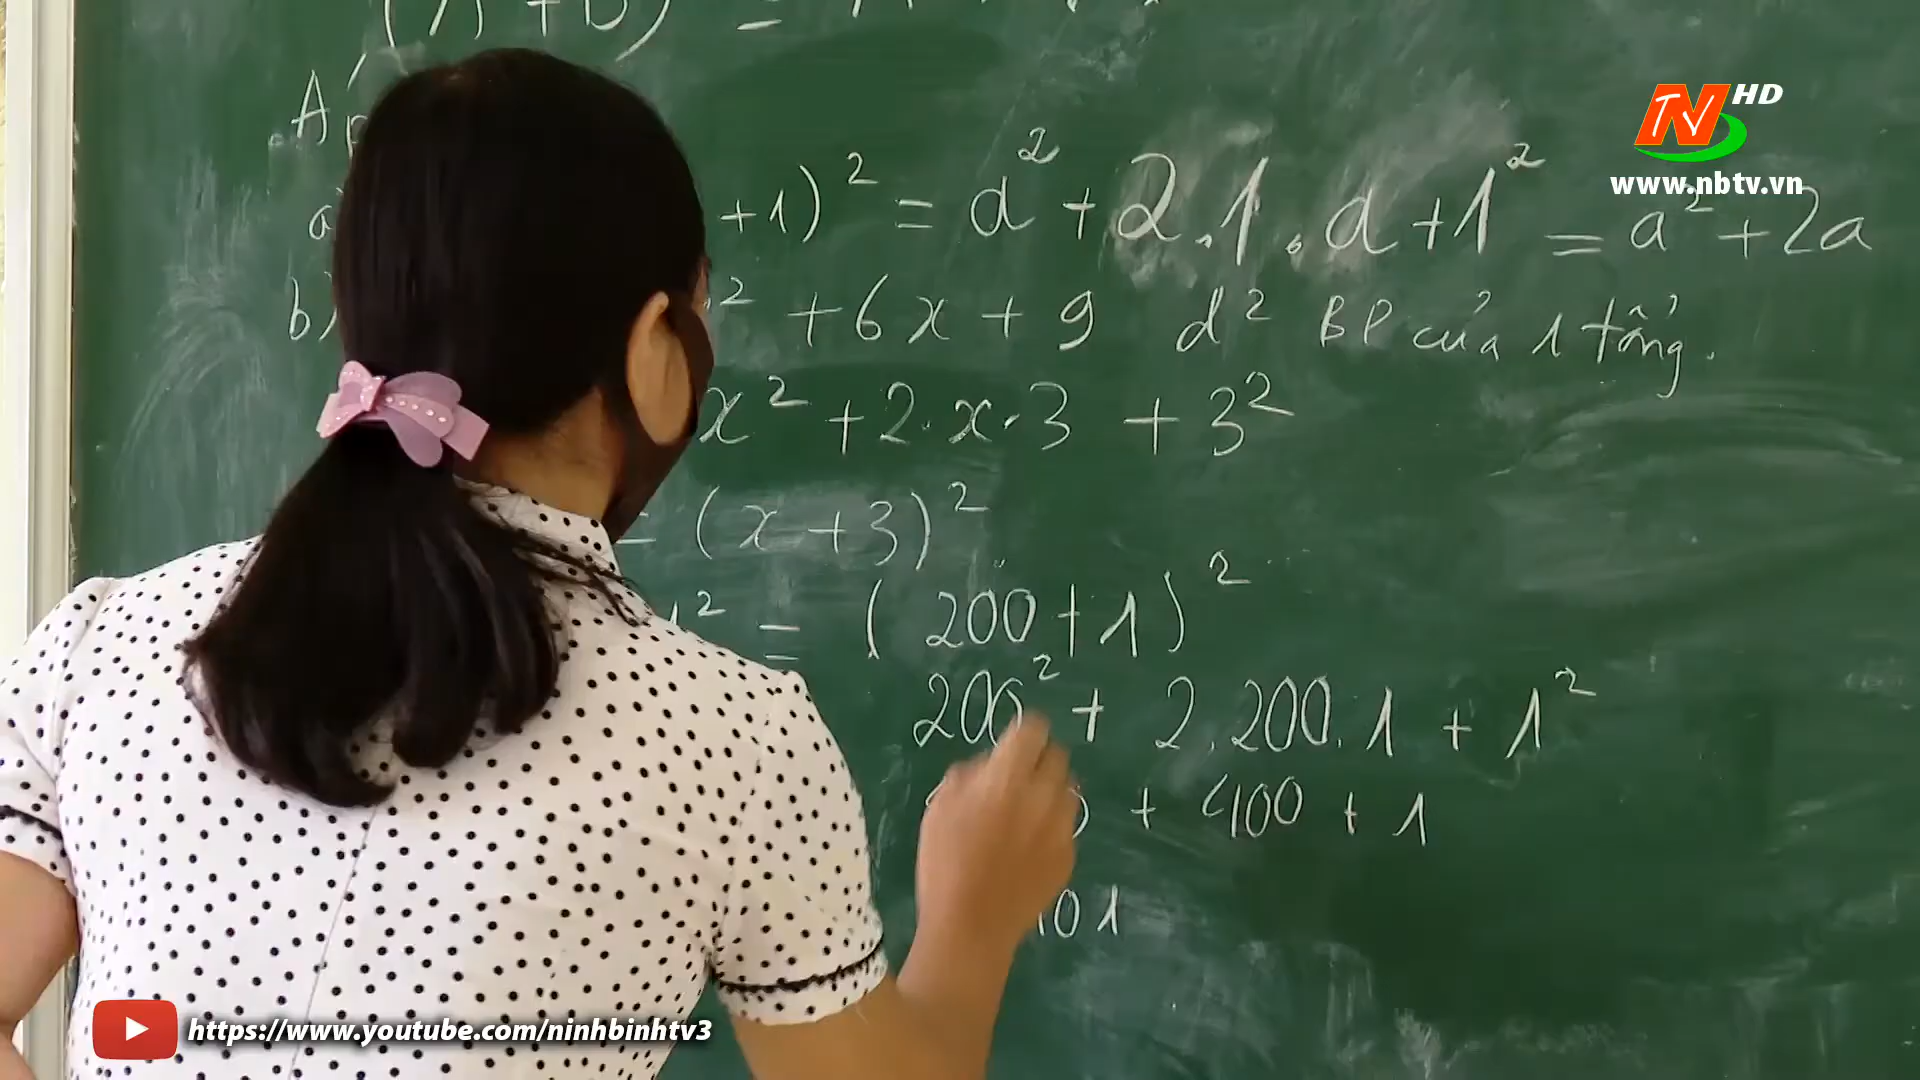 (A + B) =
+1)² = a² + 2.1.a + 1² = a² + 2a
b) ² + 6x + 9 d² BP của 1 tổng.
x² + 2.x.3 + 3²
= (x + 3)²
1² = (200 + 1)²
200² + 2.200.1 + 1²
+ 400 + 1
101
NTV HD
www.nbtv.vn
https://www.youtube.com/ninhbinhtv3